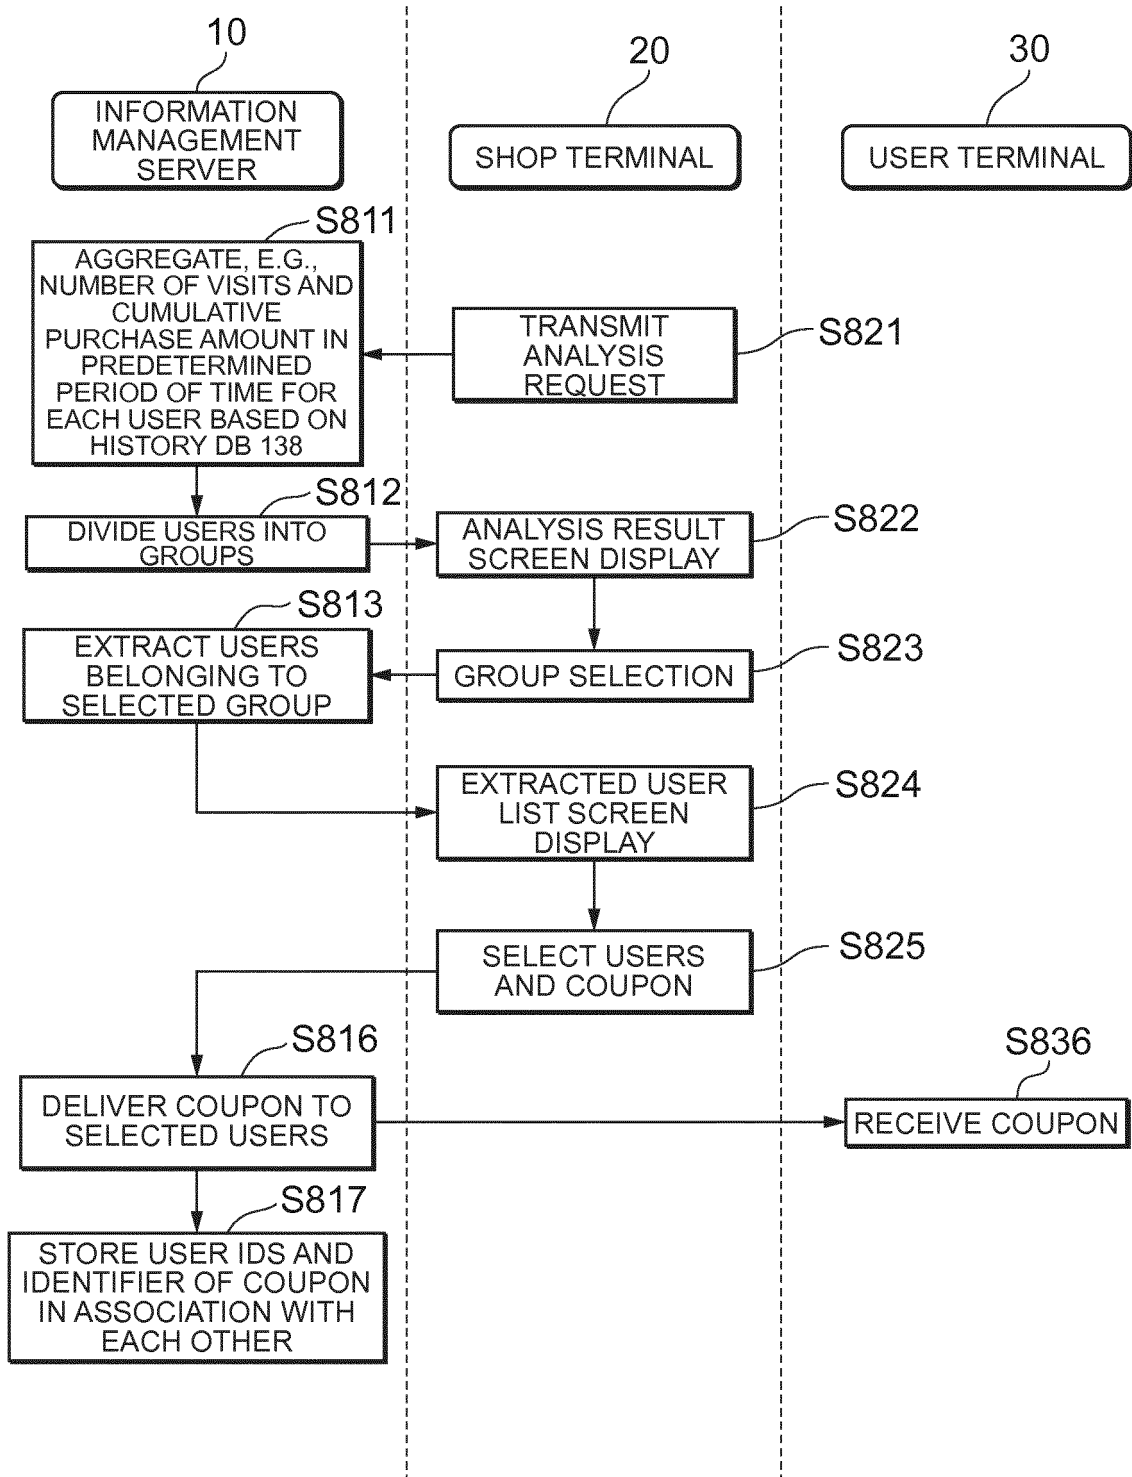 10
20
30
INFORMATION
MANAGEMENT
SERVER
SHOP TERMINAL
USER TERMINAL
S811
AGGREGATE, E.G.,
NUMBER OF VISITS AND
CUMULATIVE
PURCHASE AMOUNT IN
PREDETERMINED
PERIOD OF TIME FOR
EACH USER BASED ON
HISTORY DB 138
TRANSMIT
ANALYSIS
REQUEST
S821
S812
DIVIDE USERS INTO
GROUPS
ANALYSIS RESULT
SCREEN DISPLAY
S822
S813
EXTRACT USERS
BELONGING TO
SELECTED GROUP
GROUP SELECTION
S823
EXTRACTED USER
LIST SCREEN
DISPLAY
S824
SELECT USERS
AND COUPON
S825
S816
DELIVER COUPON TO
SELECTED USERS
S836
RECEIVE COUPON
S817
STORE USER IDS AND
IDENTIFIER OF COUPON
IN ASSOCIATION WITH
EACH OTHER